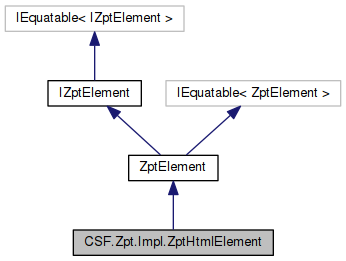 IEquatable< IZptElement >
IZptElement
IEquatable< ZptElement >
ZptElement
CSF.Zpt.Impl.ZptHtmlElement